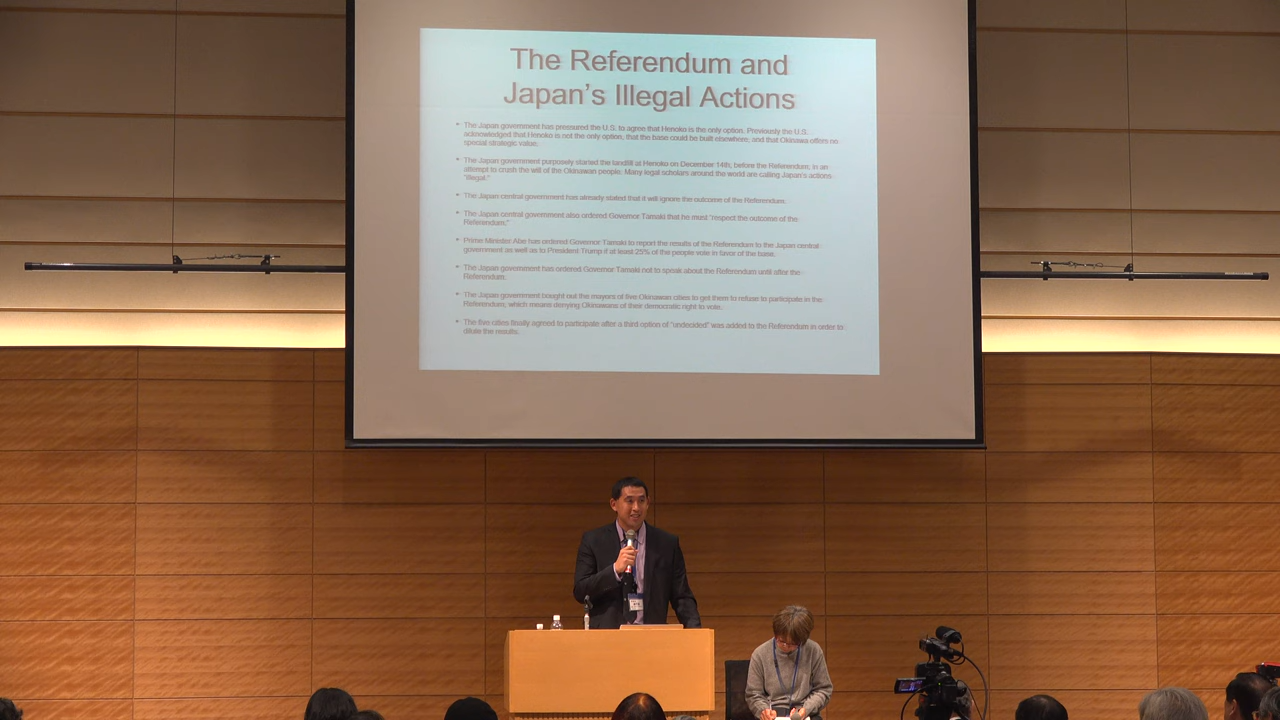 The Referendum and
Japan's Illegal Actions
• The Japan government has pressured the U.S. to agree that Henoko is the only option. Previously the U.S.
acknowledged that Henoko is not the only option, that the base could be built elsewhere, and that Okinawa offers no
special strategic value.
• The Japan government purposely started the landfill at Henoko on December 14th, before the Referendum, in an
attempt to crush the will of the Okinawan people. Many legal scholars around the world are calling Japan's actions
"illegal."
• The Japan central government has already stated that it will ignore the outcome of the Referendum.
• The Japan central government also ordered Governor Tamaki that he must "respect the outcome of the
Referendum."
• Prime Minister Abe has ordered Governor Tamaki to report the results of the Referendum to the Japan central
government as well as to President Trump if at least 25% of the people vote in favor of the base.
• The Japan government has ordered Governor Tamaki not to speak about the Referendum until after the
Referendum.
• The Japan government bought out the mayors of five Okinawan cities to get them to refuse to participate in the
Referendum, which means denying Okinawans of their democratic right to vote.
• The five cities finally agreed to participate after a third option of "undecided" was added to the Referendum in order to
dilute the results.